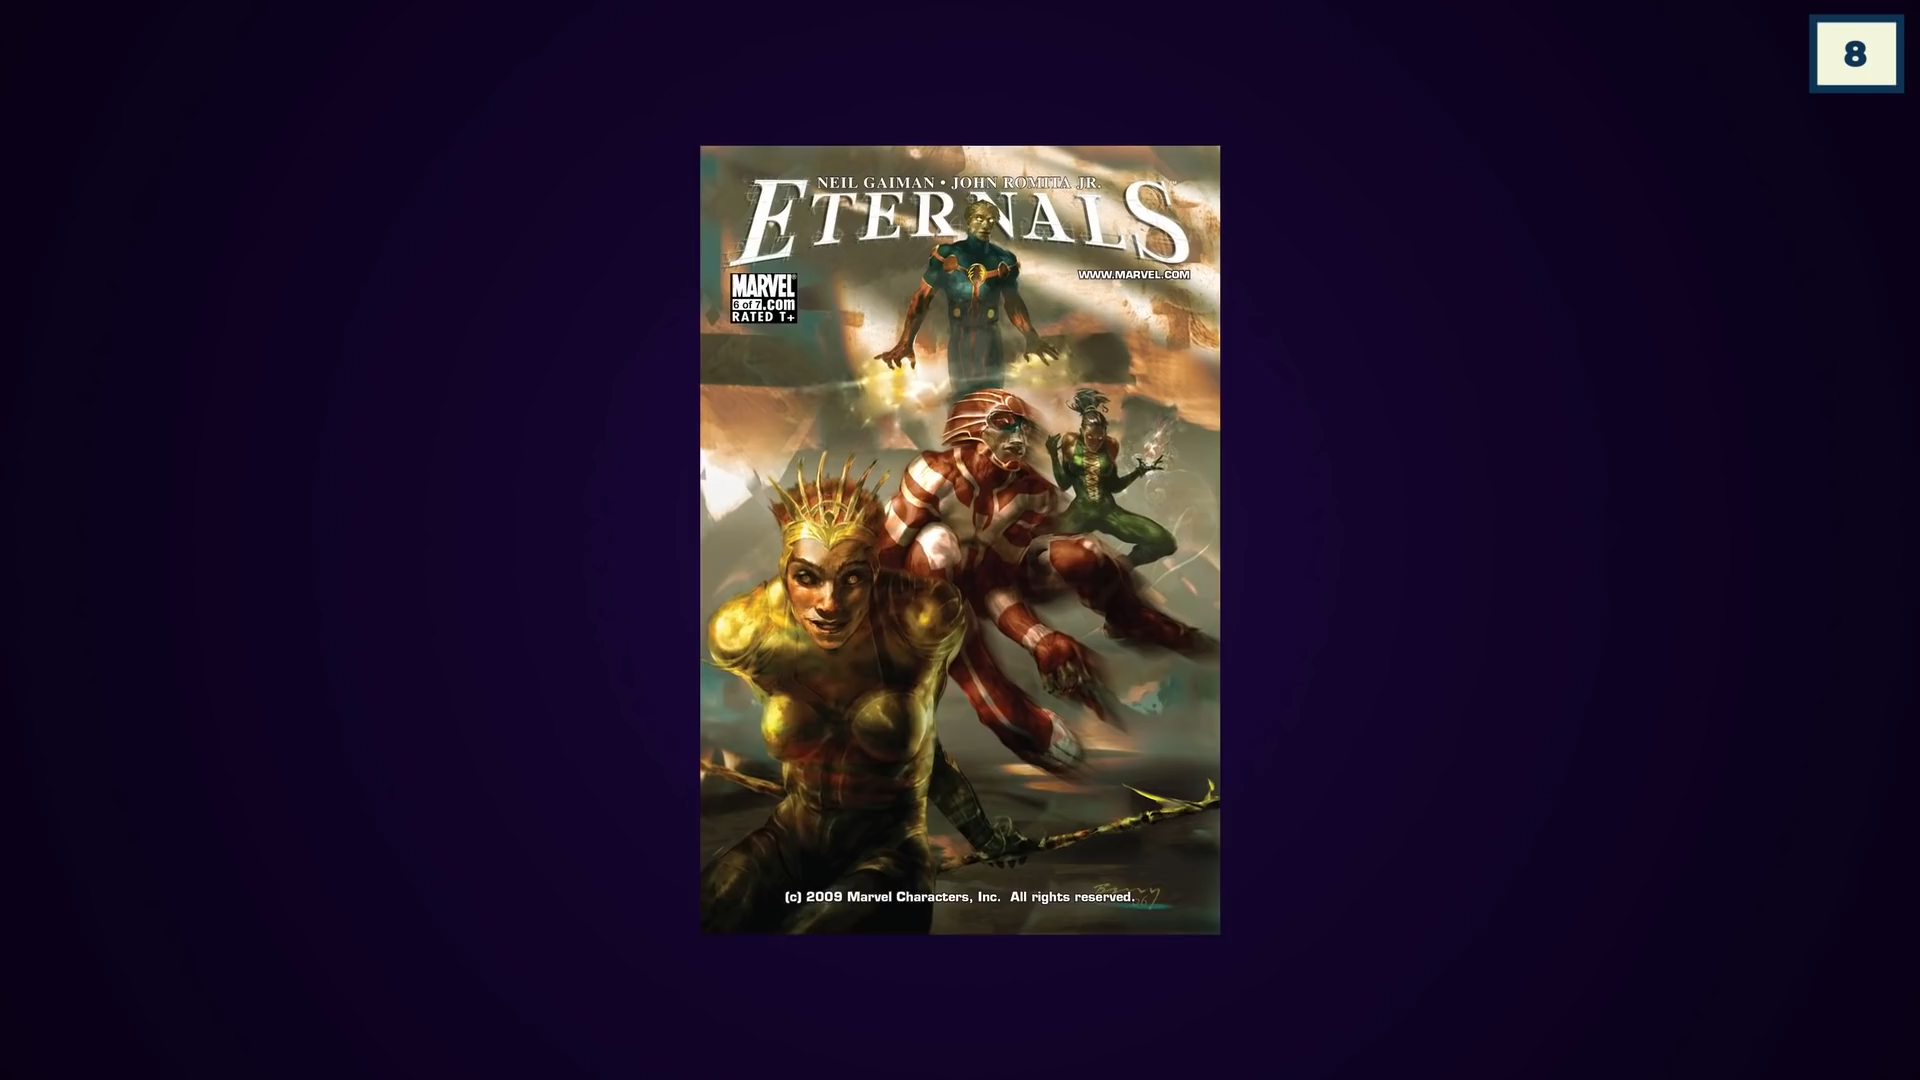 8
NEIL GAIMAN • JOHN ROMITA JR.
ETERNALS
WWW.MARVEL.COM
MARVEL
6 of 7 .com
RATED T+
(c) 2009 Marvel Characters, Inc. All rights reserved.